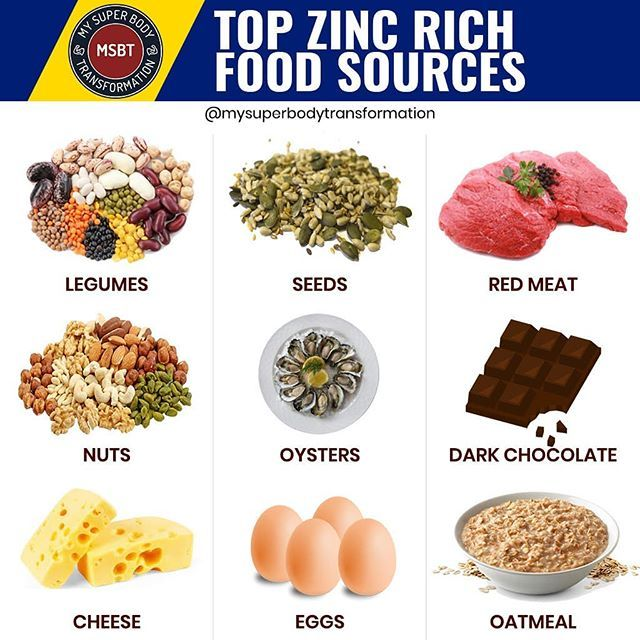 MY SUPER BODY
MSBT
TRANSFORMATION
TOP ZINC RICH
FOOD SOURCES
@mysuperbodytransformation
LEGUMES
SEEDS
RED MEAT
NUTS
OYSTERS
DARK CHOCOLATE
CHEESE
EGGS
OATMEAL